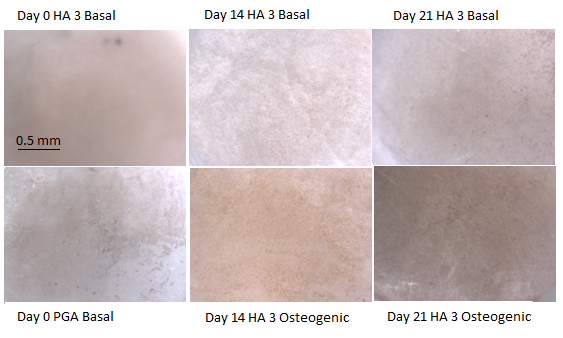 Day 0 HA 3 Basal
Day 14 HA 3 Basal
Day 21 HA 3 Basal
0.5 mm
Day 0 PGA Basal
Day 14 HA 3 Osteogenic
Day 21 HA 3 Osteogenic